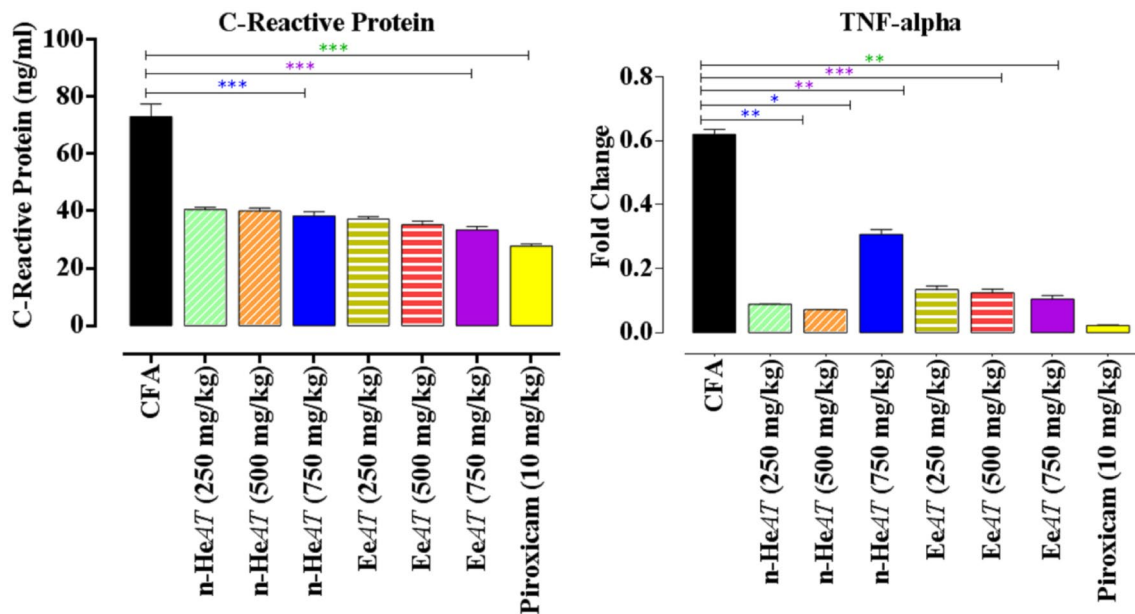 C-Reactive Protein
C-Reactive Protein (ng/ml)
100
80
60
40
20
0
***
***
***
CFA
n-HeAT (250 mg/kg)
n-HeAT (500 mg/kg)
n-HeAT (750 mg/kg)
EeAT (250 mg/kg)
EeAT (500 mg/kg)
EeAT (750 mg/kg)
Piroxicam (10 mg/kg)
TNF-alpha
Fold Change
0.8
0.6
0.4
0.2
0.0
**
***
**
*
**
CFA
n-HeAT (250 mg/kg)
n-HeAT (500 mg/kg)
n-HeAT (750 mg/kg)
EeAT (250 mg/kg)
EeAT (500 mg/kg)
EeAT (750 mg/kg)
Piroxicam (10 mg/kg)